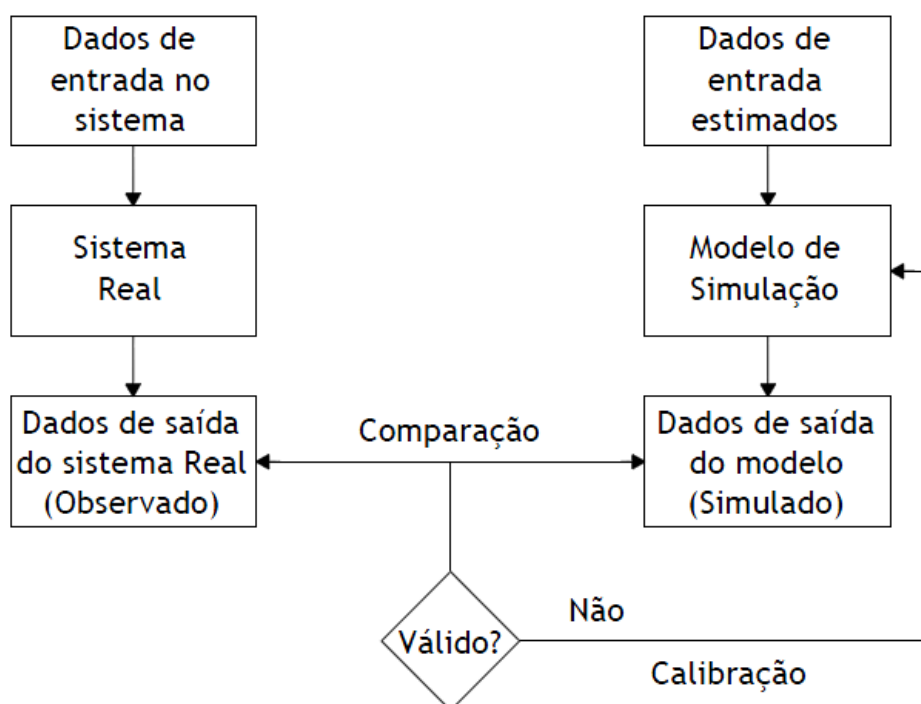 Dados de
entrada no
sistema
Dados de
entrada
estimados
Sistema
Real
Modelo de
Simulação
Dados de saída
do sistema Real
(Observado)
Comparação
Dados de saída
do modelo
(Simulado)
Válido?
Não
Calibração